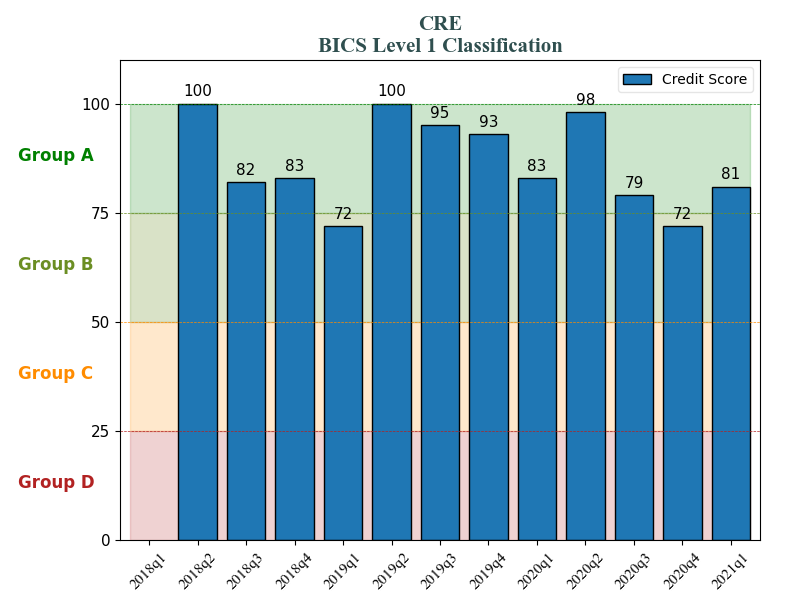 CRE
BICS Level 1 Classification
Credit Score
100
75
50
25
0
Group A
Group B
Group C
Group D
100
82
83
72
100
95
93
83
98
79
72
81
2018q1
2018q2
2018q3
2018q4
2019q1
2019q2
2019q3
2019q4
2020q1
2020q2
2020q3
2020q4
2021q1